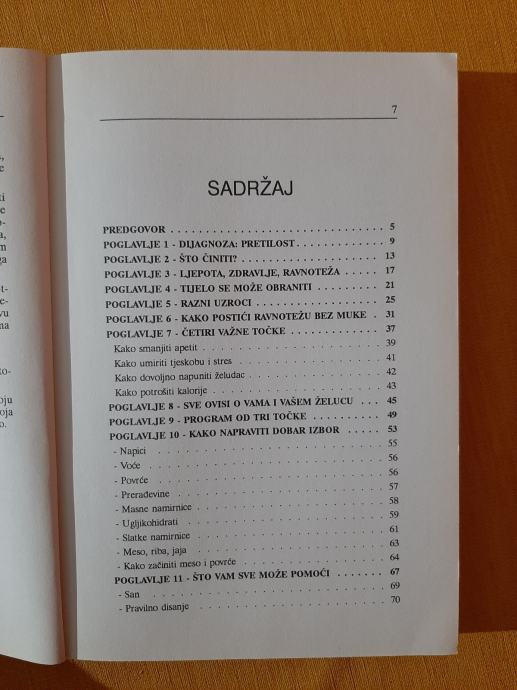 7
SADRŽAJ
PREDGOVOR . . . . . . . . . . . . . . . . . . . . . . . . . . . . . . 5
POGLAVLJE 1 - DIJAGNOZA: PRETILOST . . . . . . . . . . . . 9
POGLAVLJE 2 - ŠTO ČINITI? . . . . . . . . . . . . . . . . . . . . 13
POGLAVLJE 3 - LJEPOTA, ZDRAVLJE, RAVNOTEŽA . . . . . . 17
POGLAVLJE 4 - TIJELO SE MOŽE OBRANITI . . . . . . . . . . 21
POGLAVLJE 5 - RAZNI UZROCI . . . . . . . . . . . . . . . . . . 25
POGLAVLJE 6 - KAKO POSTIĆI RAVNOTEŽU BEZ MUKE . 31
POGLAVLJE 7 - ČETIRI VAŽNE TOČKE . . . . . . . . . . . . . . 37
Kako smanjiti apetit . . . . . . . . . . . . . . . . . . . . . . . . 39
Kako umiriti tjeskobu i stres . . . . . . . . . . . . . . . . . . . 41
Kako dovoljno napuniti želudac . . . . . . . . . . . . . . . . . 42
Kako potrošiti kalorije . . . . . . . . . . . . . . . . . . . . . . 43
POGLAVLJE 8 - SVE OVISI O VAMA I VAŠEM ŽELUCU . . . . 45
POGLAVLJE 9 - PROGRAM OD TRI TOČKE . . . . . . . . . . . 49
POGLAVLJE 10 - KAKO NAPRAVITI DOBAR IZBOR . . . . . . 53
- Napici . . . . . . . . . . . . . . . . . . . . . . . . . . . . . . 55
- Voće . . . . . . . . . . . . . . . . . . . . . . . . . . . . . . . 56
- Povrće . . . . . . . . . . . . . . . . . . . . . . . . . . . . . . 56
- Prerađevine . . . . . . . . . . . . . . . . . . . . . . . . . . . 57
- Masne namirnice . . . . . . . . . . . . . . . . . . . . . . . . 58
- Ugljikohidrati . . . . . . . . . . . . . . . . . . . . . . . . . . 59
- Slatke namirnice . . . . . . . . . . . . . . . . . . . . . . . . 61
- Meso, riba, jaja . . . . . . . . . . . . . . . . . . . . . . . . . 63
- Kako začiniti meso i povrće . . . . . . . . . . . . . . . . . . 64
POGLAVLJE 11 - ŠTO VAM SVE MOŽE POMOĆI . . . . . . . 67
- San . . . . . . . . . . . . . . . . . . . . . . . . . . . . . . . . 69
- Pravilno disanje . . . . . . . . . . . . . . . . . . . . . . . . . 70